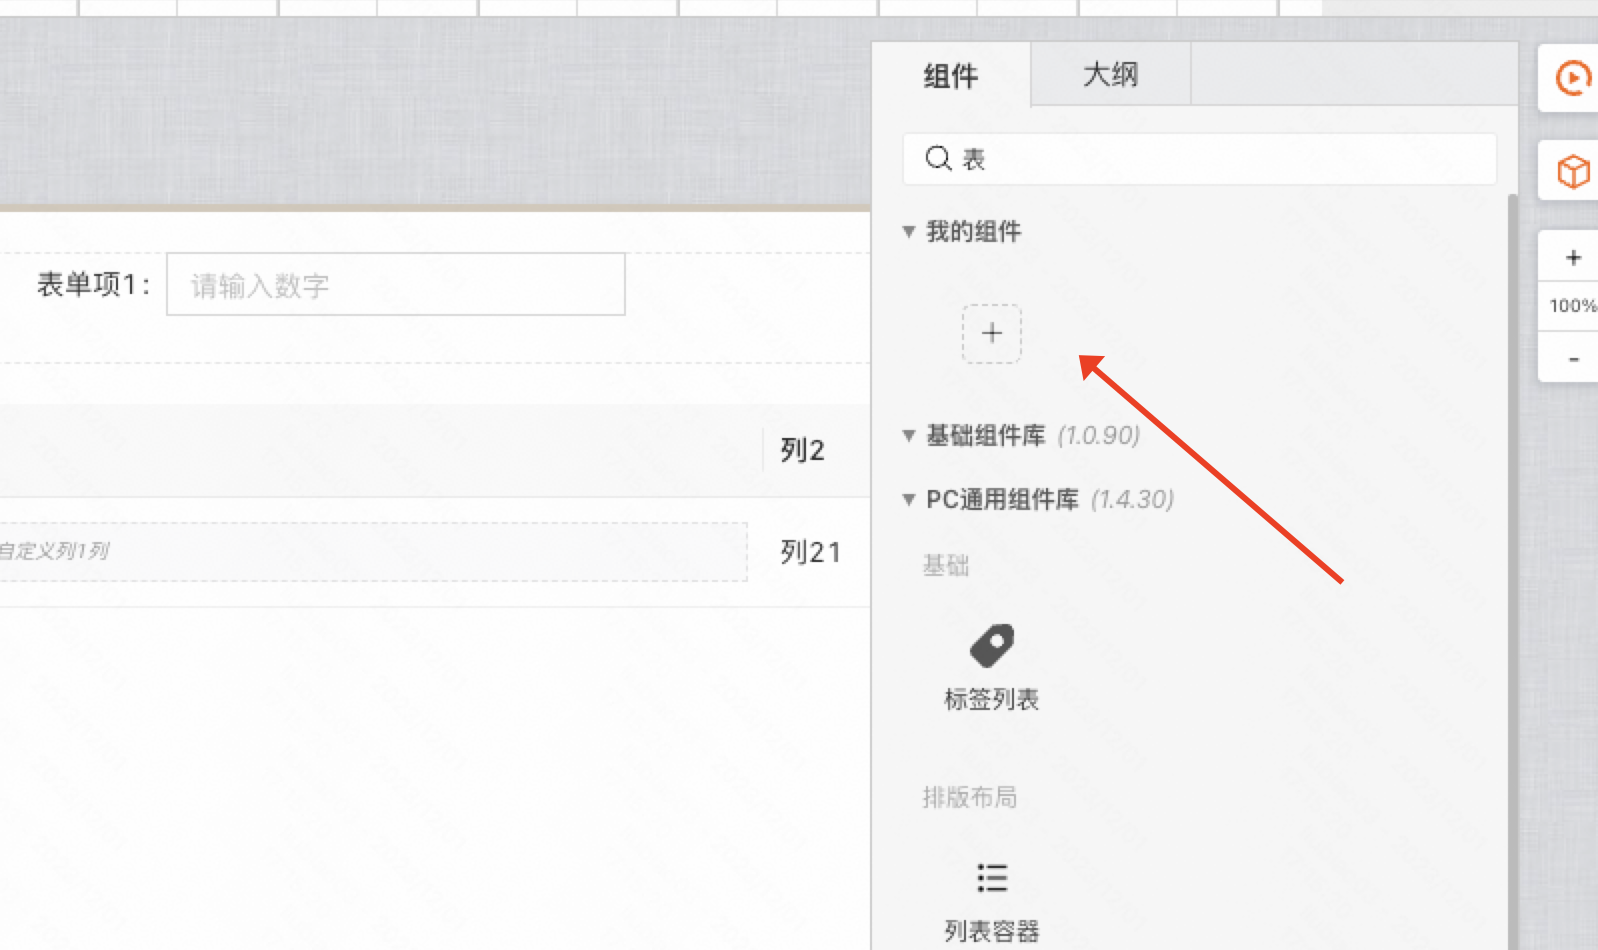 组件
大纲
表
我的组件
+
基础组件库 (1.0.90)
PC通用组件库 (1.4.30)
基础
标签列表
排版布局
列表容器
表单项1:
请输入数字
列2
自定义列1列
列21
+
100%
-